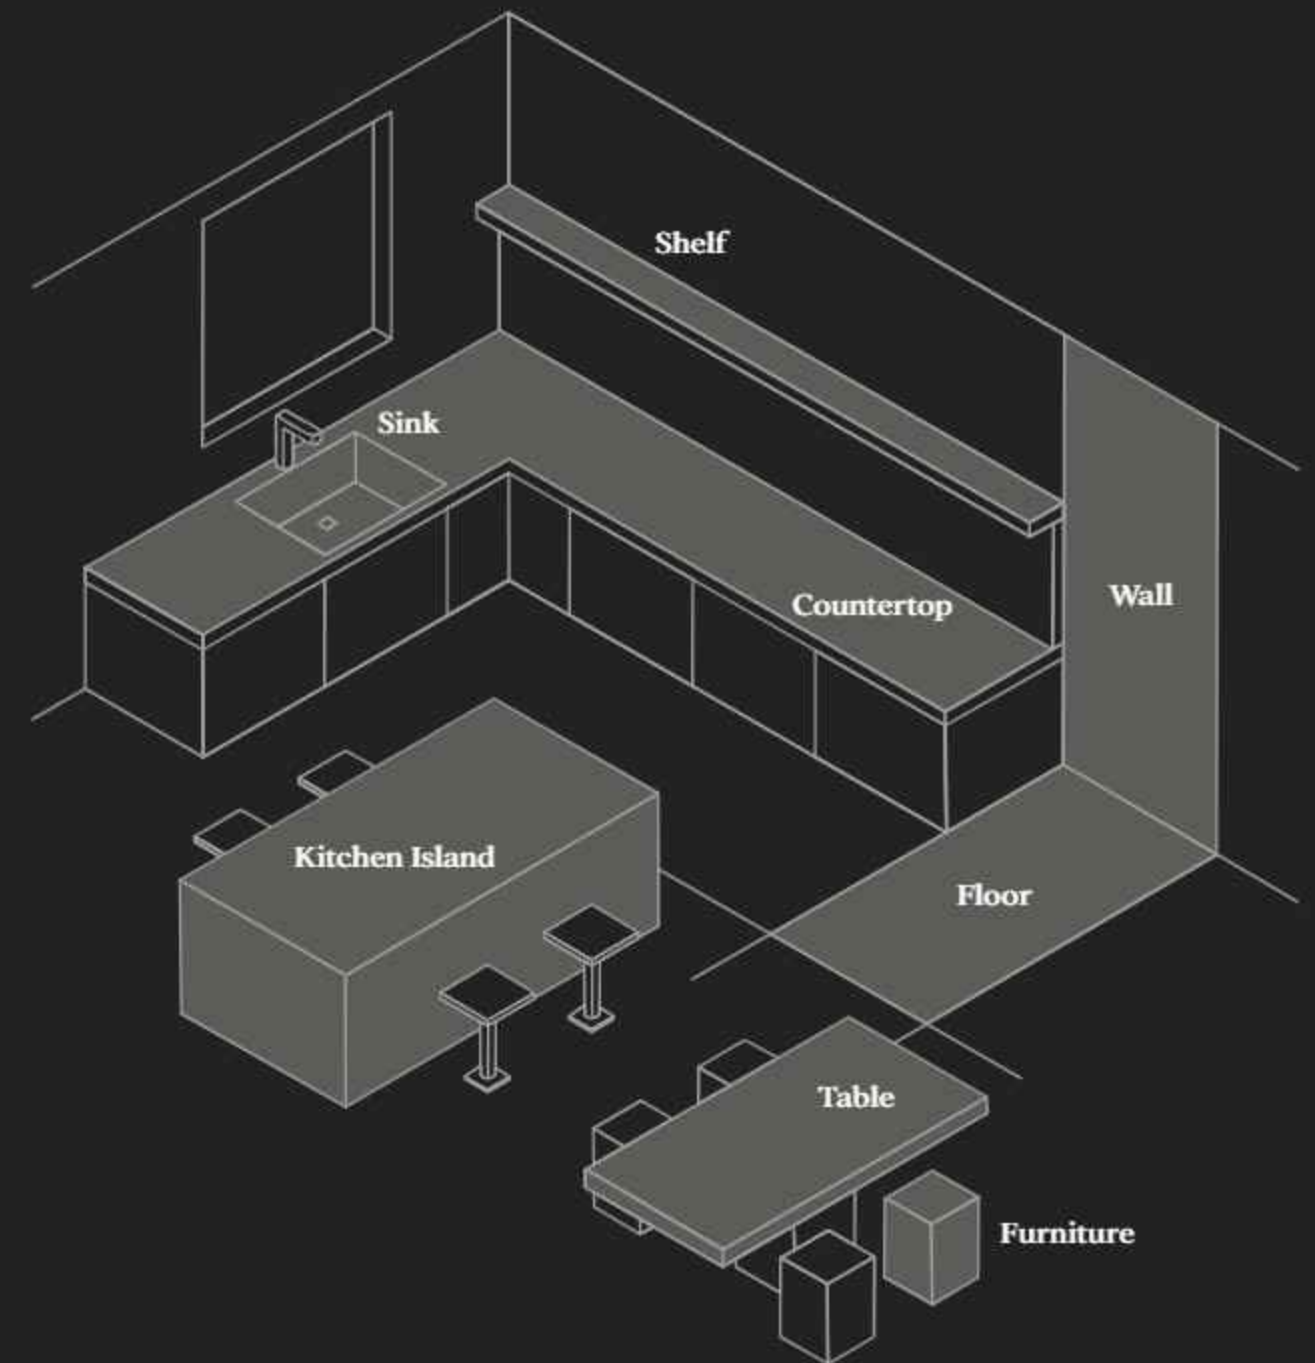 Shelf
Sink
Wall
Countertop
Kitchen Island
Floor
Table
Furniture